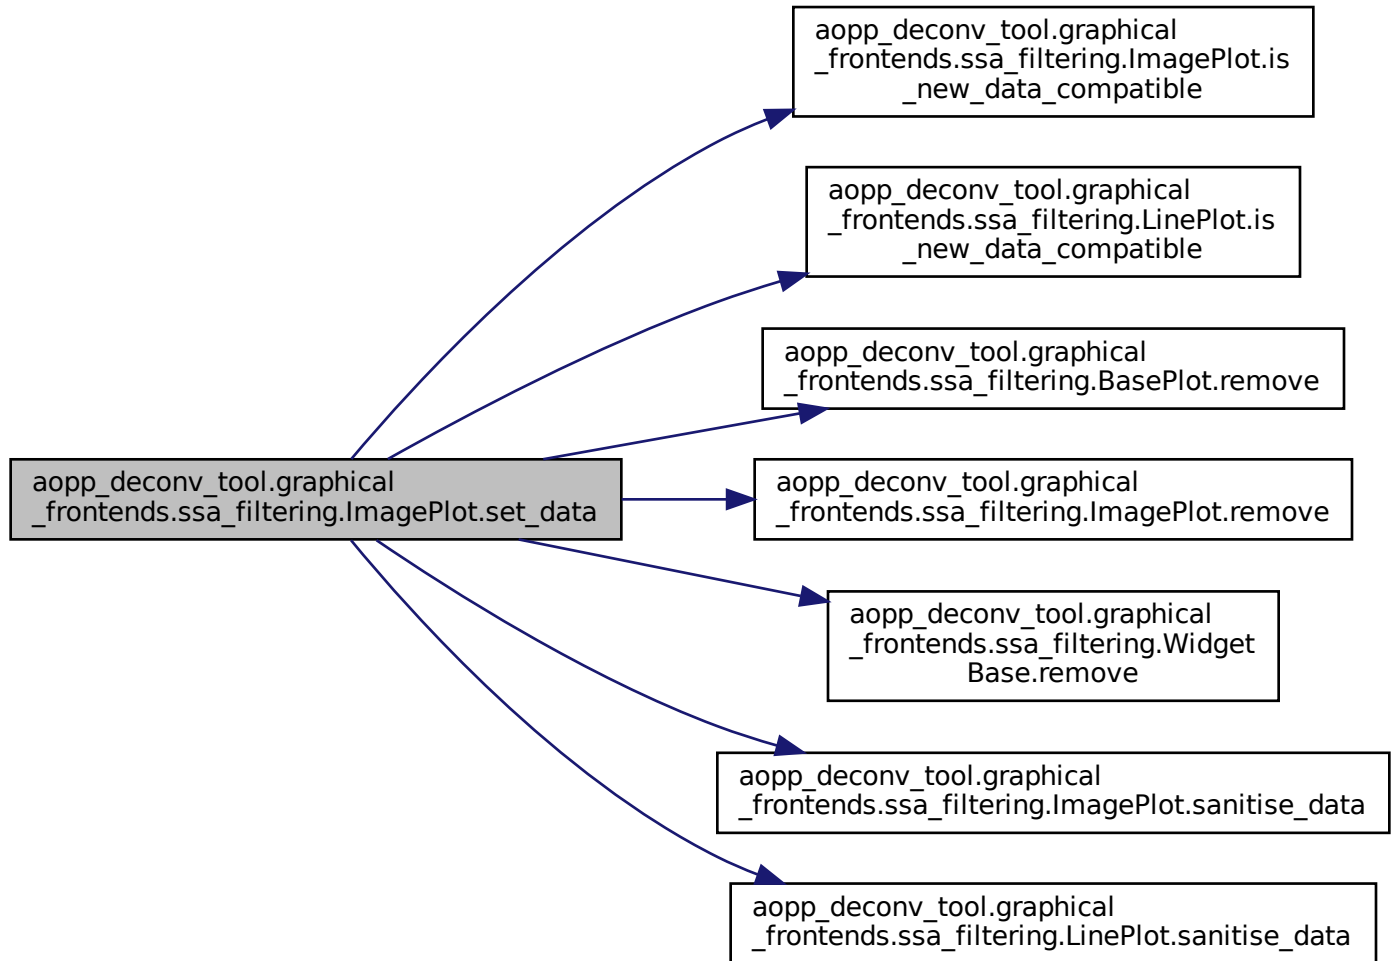 aopp_deconv_tool.graphical
_frontends.ssa_filtering.ImagePlot.is
_new_data_compatible
aopp_deconv_tool.graphical
_frontends.ssa_filtering.LinePlot.is
_new_data_compatible
aopp_deconv_tool.graphical
_frontends.ssa_filtering.BasePlot.remove
aopp_deconv_tool.graphical
_frontends.ssa_filtering.ImagePlot.set_data
aopp_deconv_tool.graphical
_frontends.ssa_filtering.ImagePlot.remove
aopp_deconv_tool.graphical
_frontends.ssa_filtering.Widget
Base.remove
aopp_deconv_tool.graphical
_frontends.ssa_filtering.ImagePlot.sanitise_data
aopp_deconv_tool.graphical
_frontends.ssa_filtering.LinePlot.sanitise_data